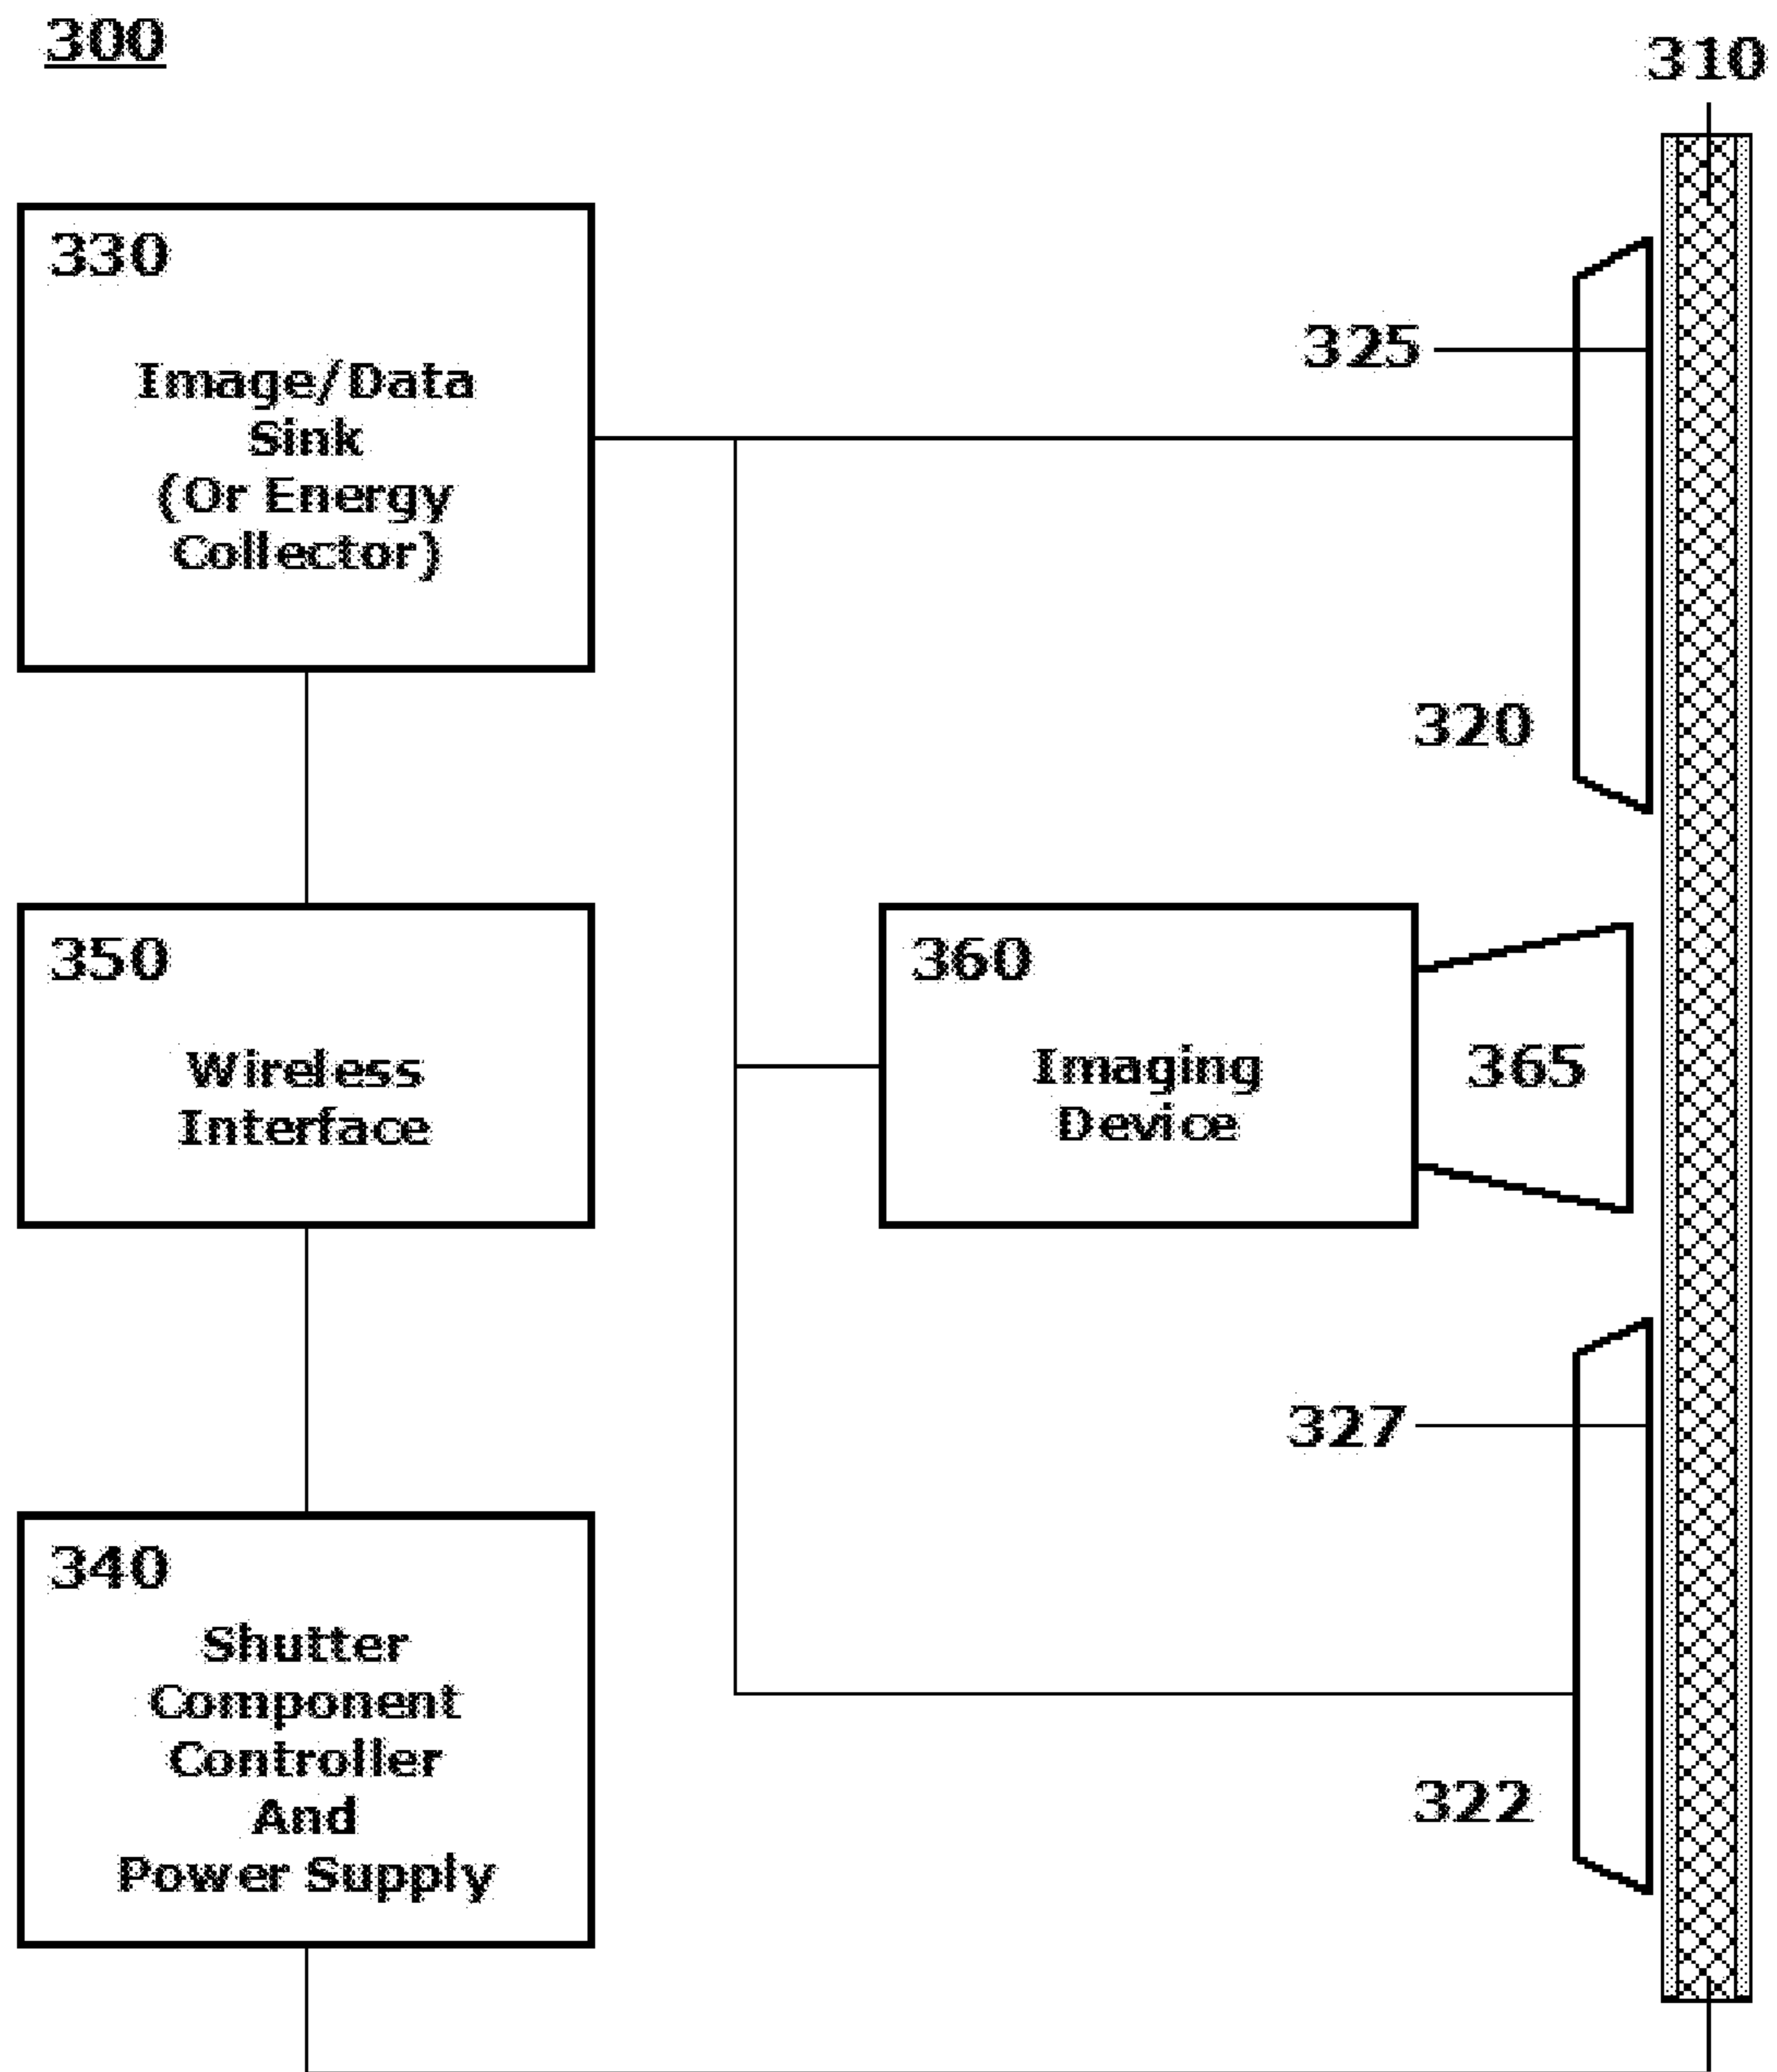 300
310
330
Image/Data
Sink
(Or Energy
Collector)
325
320
350
Wireless
Interface
360
Imaging
Device
365
327
340
Shutter
Component
Controller
And
Power Supply
322